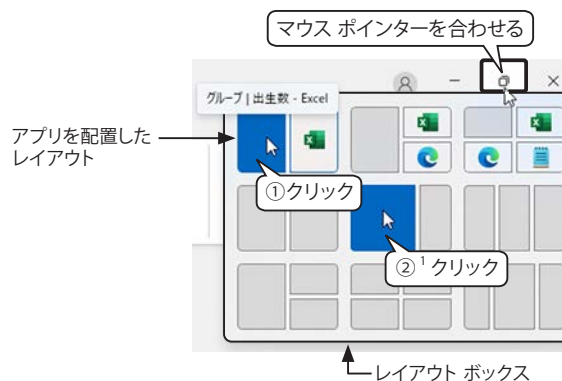 マウス ポインターを合わせる
グループ | 出生数 - Excel
アプリを配置した
レイアウト
①クリック
②¹クリック
レイアウト ボックス